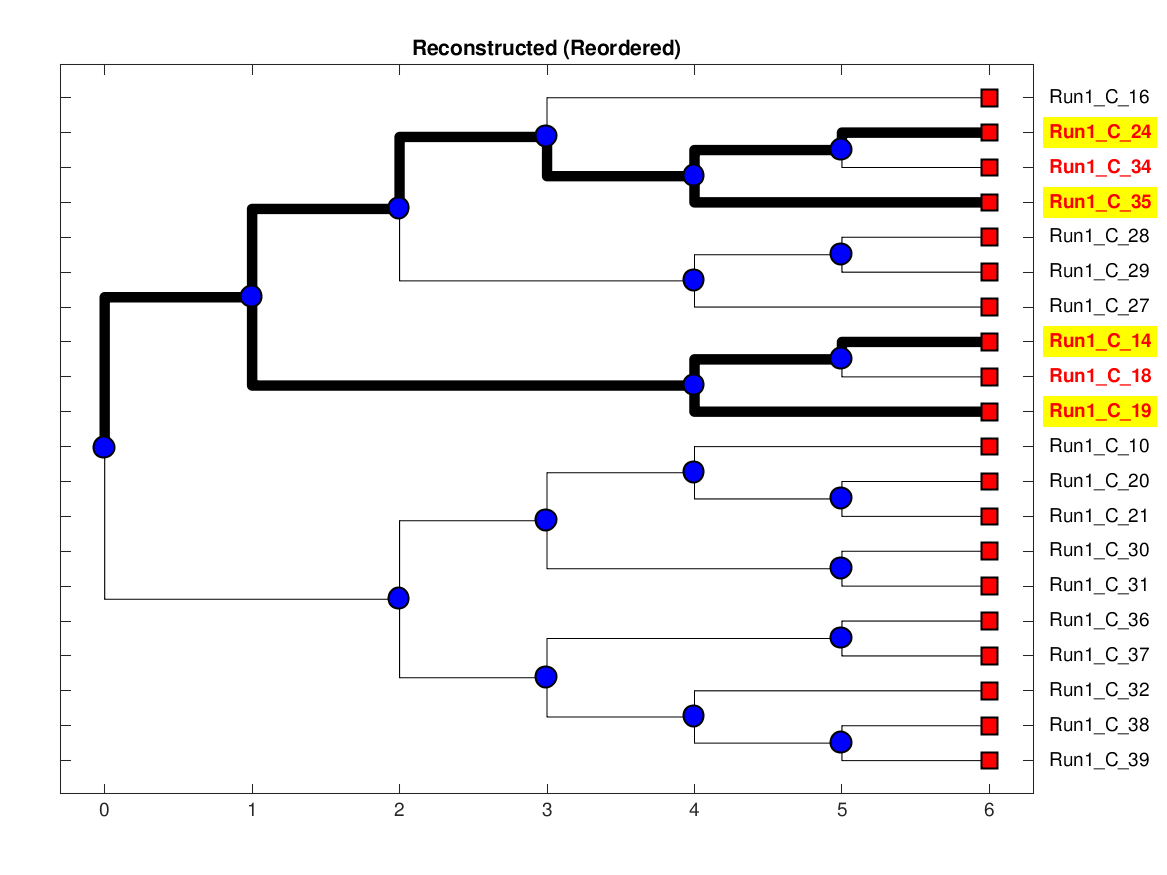 Reconstructed (Reordered)
Run1_C_16
Run1_C_24
Run1_C_34
Run1_C_35
Run1_C_28
Run1_C_29
Run1_C_27
Run1_C_14
Run1_C_18
Run1_C_19
Run1_C_10
Run1_C_20
Run1_C_21
Run1_C_30
Run1_C_31
Run1_C_36
Run1_C_37
Run1_C_32
Run1_C_38
Run1_C_39
0 1 2 3 4 5 6